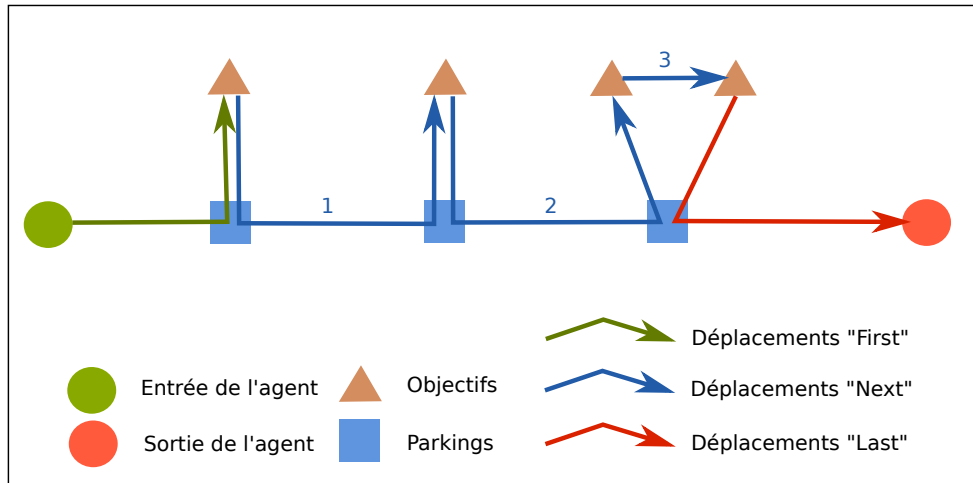 3
1
2
Déplacements "First"
Entrée de l'agent
Objectifs
Déplacements "Next"
Sortie de l'agent
Parkings
Déplacements "Last"